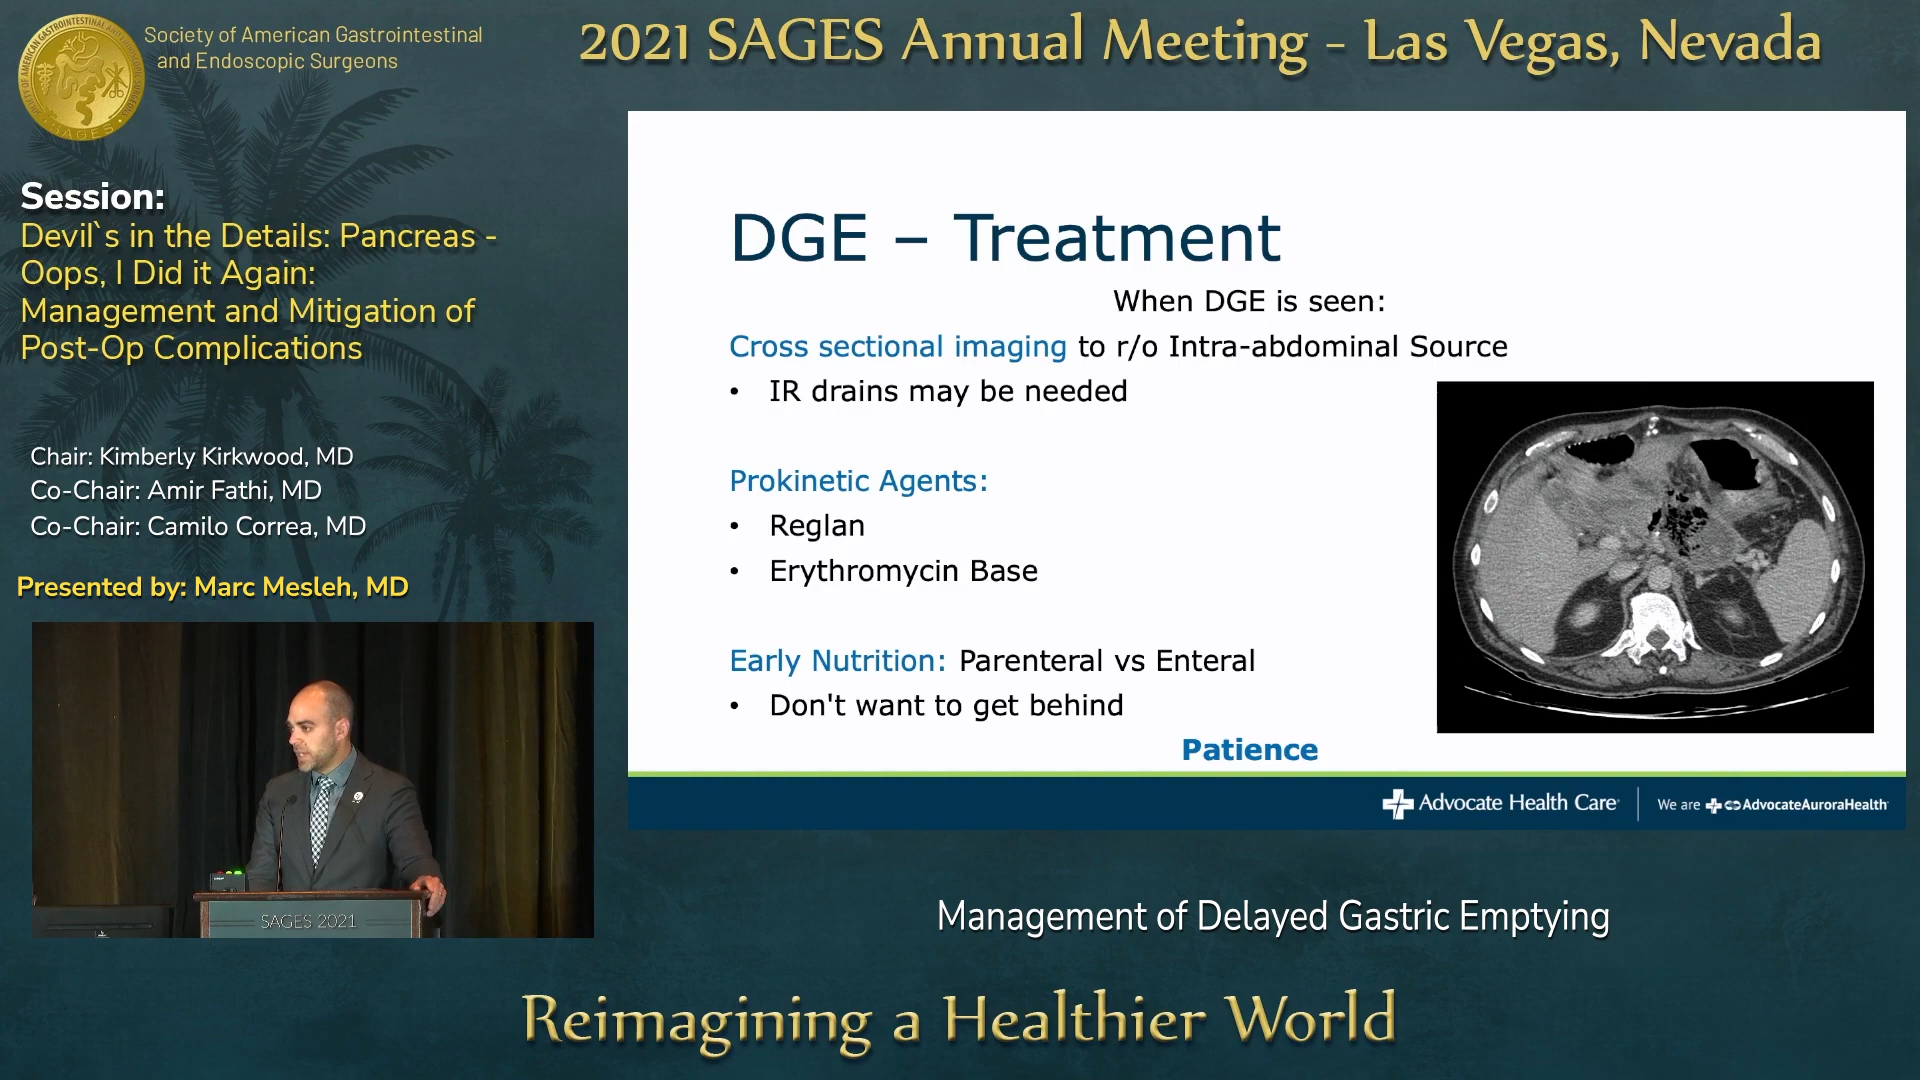 Society of American Gastrointestinal
and Endoscopic Surgeons
2021 SAGES Annual Meeting - Las Vegas, Nevada
Session:
Devil`s in the Details: Pancreas -
Oops, I Did it Again:
Management and Mitigation of
Post-Op Complications
Chair: Kimberly Kirkwood, MD
Co-Chair: Amir Fathi, MD
Co-Chair: Camilo Correa, MD
Presented by: Marc Mesleh, MD
SAGES 2021
DGE – Treatment
When DGE is seen:
Cross sectional imaging to r/o Intra-abdominal Source
• IR drains may be needed
Prokinetic Agents:
• Reglan
• Erythromycin Base
Early Nutrition: Parenteral vs Enteral
• Don't want to get behind
Patience
Advocate Health Care
We are AdvocateAuroraHealth
Management of Delayed Gastric Emptying
Reimagining a Healthier World
SAGES